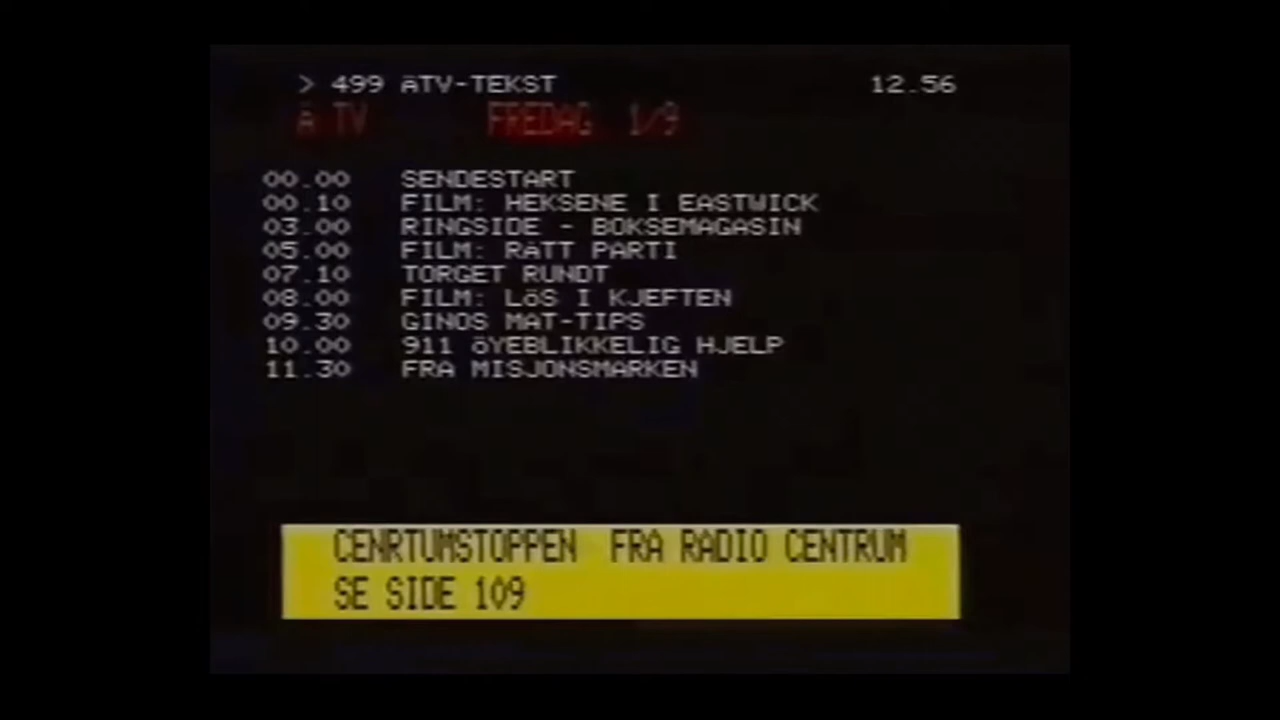 > 499 äTV-TEKST 12.56
ä TV FREDAG 1/9
00.00 SENDESTART
00.10 FILM: HEKSENE I EASTWICK
03.00 RINGSIDE - BOKSEMAGASIN
05.00 FILM: RäTT PARTI
07.10 TORGET RUNDT
08.00 FILM: LöS I KJEFTEN
09.30 GINOS MAT-TIPS
10.00 911 öYEBLIKKELIG HJELP
11.30 FRA MISJONSMARKEN
CENRTUMSTOPPEN FRA RADIO CENTRUM
SE SIDE 109